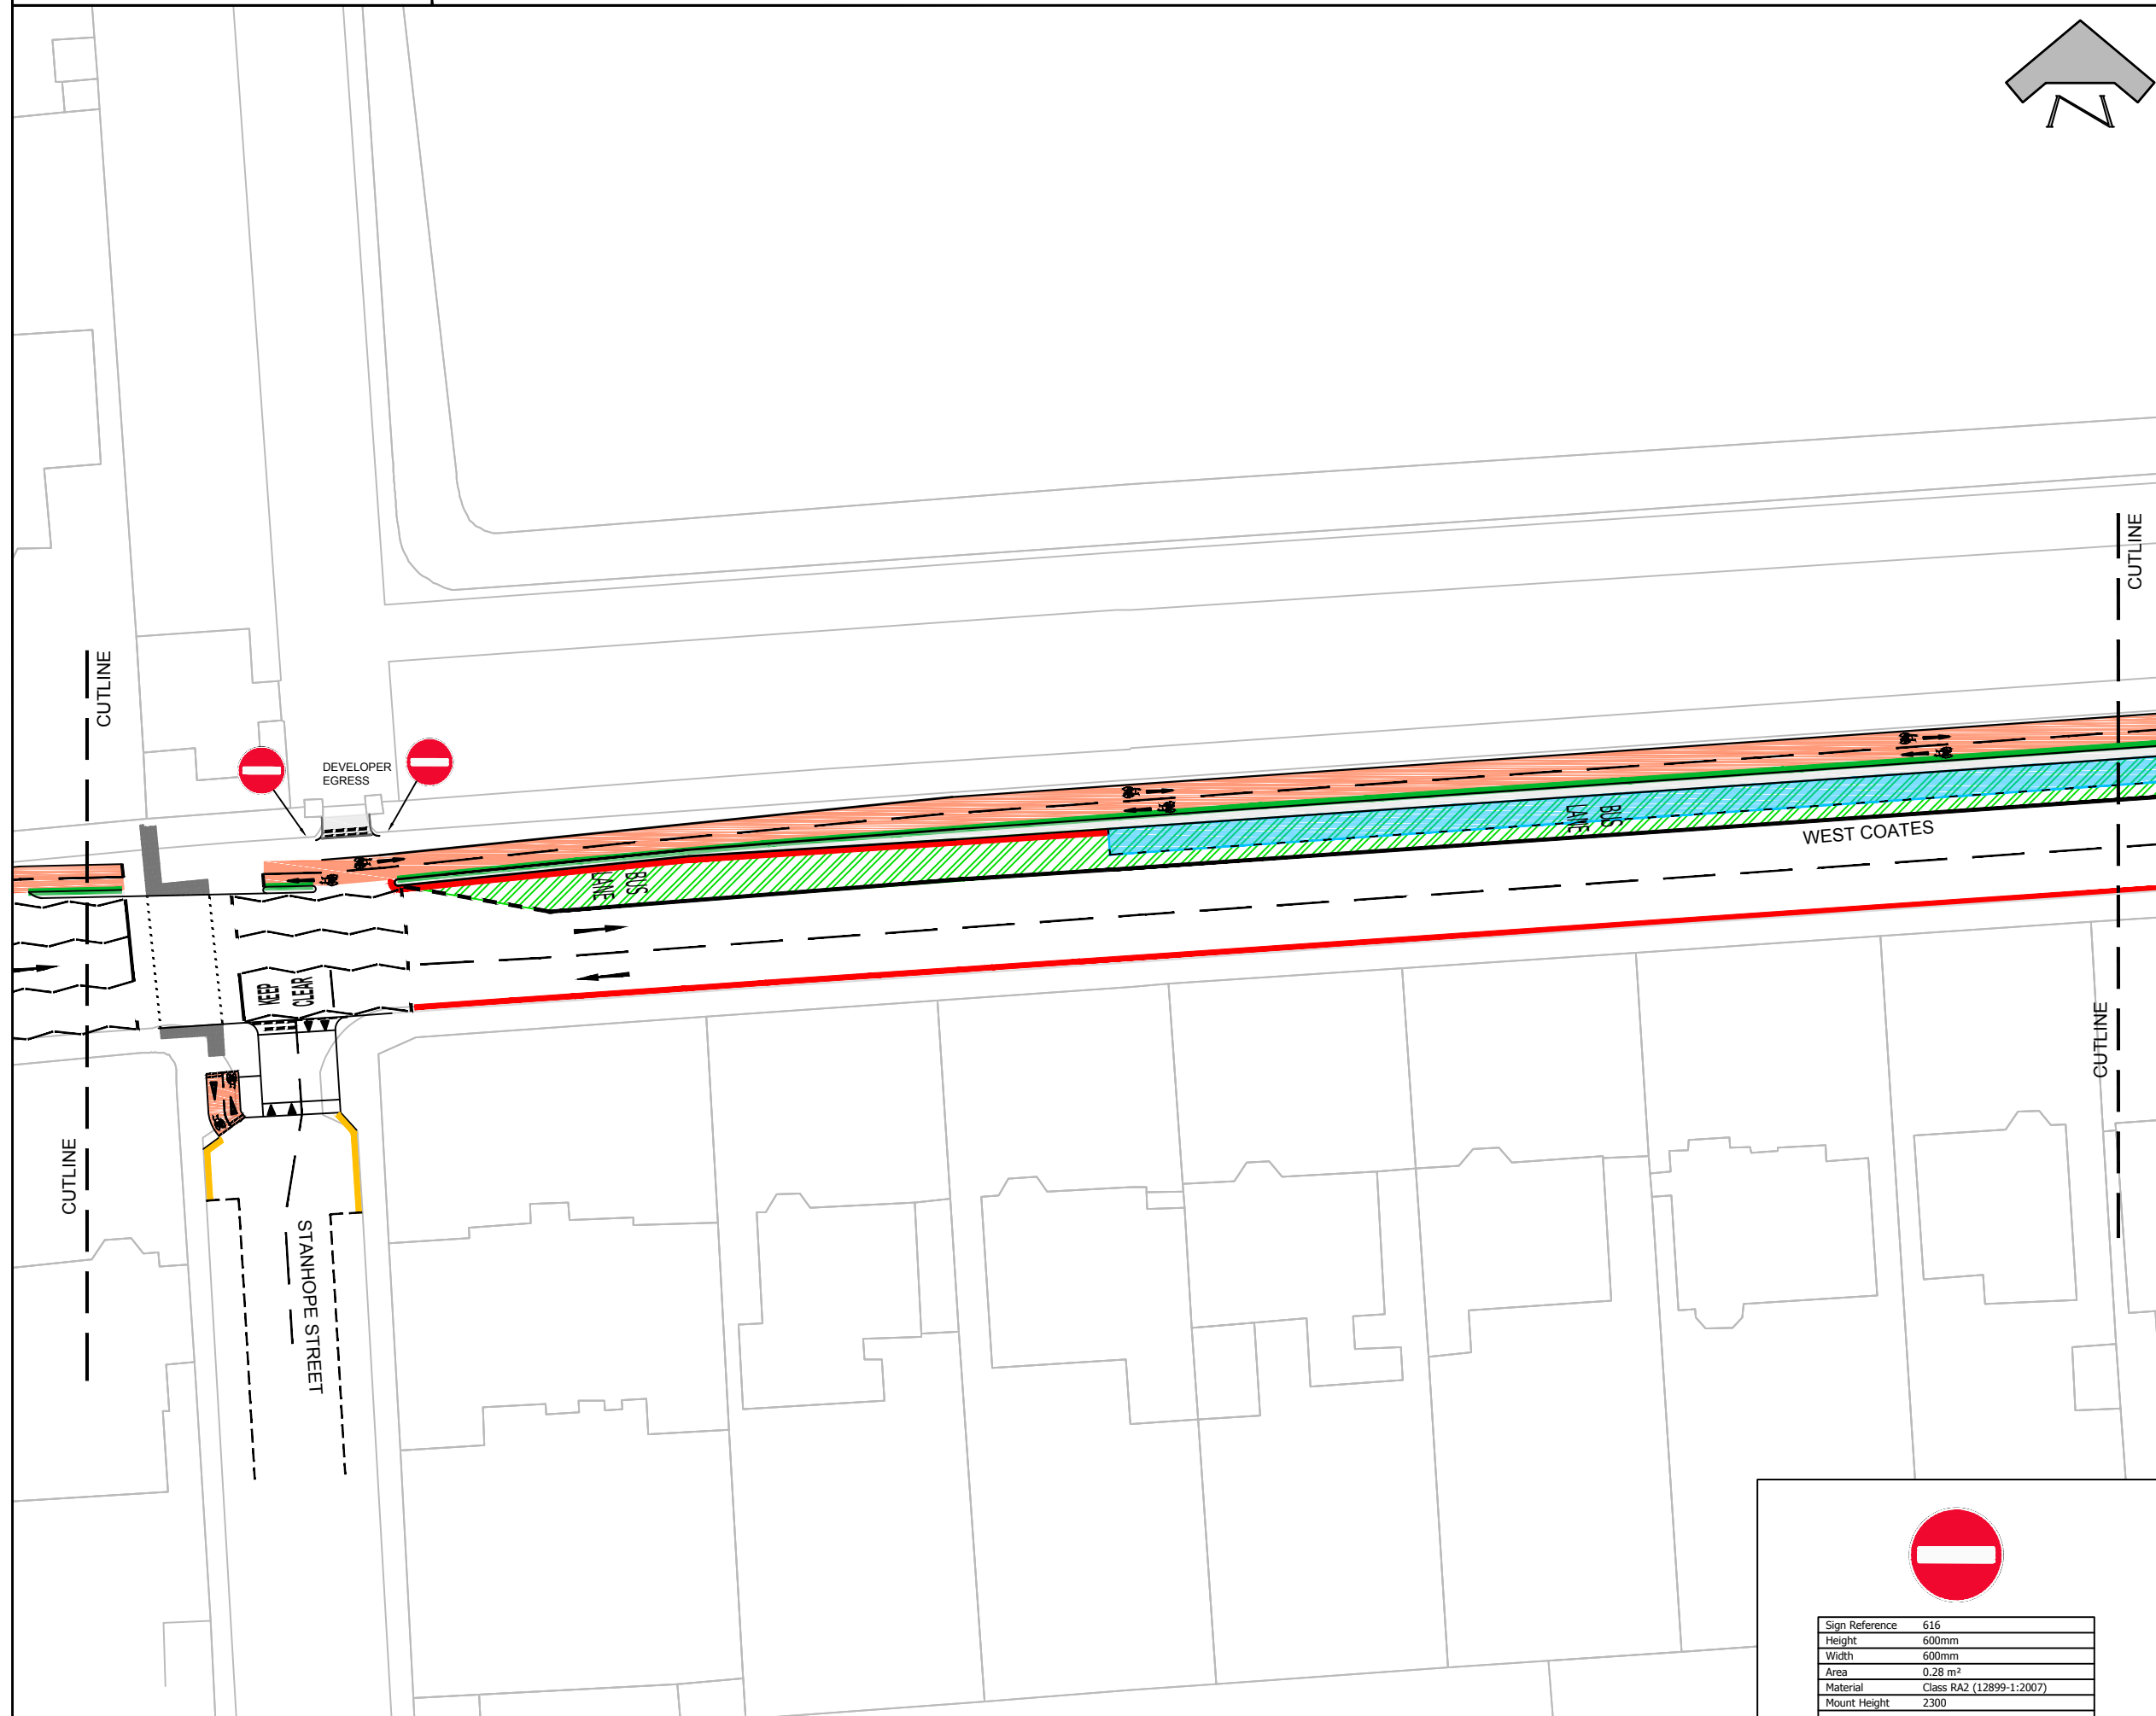 N
CUTLINE
CUTLINE
DEVELOPER
EGRESS
BUS
LANE
WEST COATES
BUS
LANE
KEEP
CLEAR
CUTLINE
CUTLINE
STANHOPE STREET
Sign Reference 616
Height 600mm
Width 600mm
Area 0.28 m²
Material Class RA2 (12899-1:2007)
Mount Height 2300